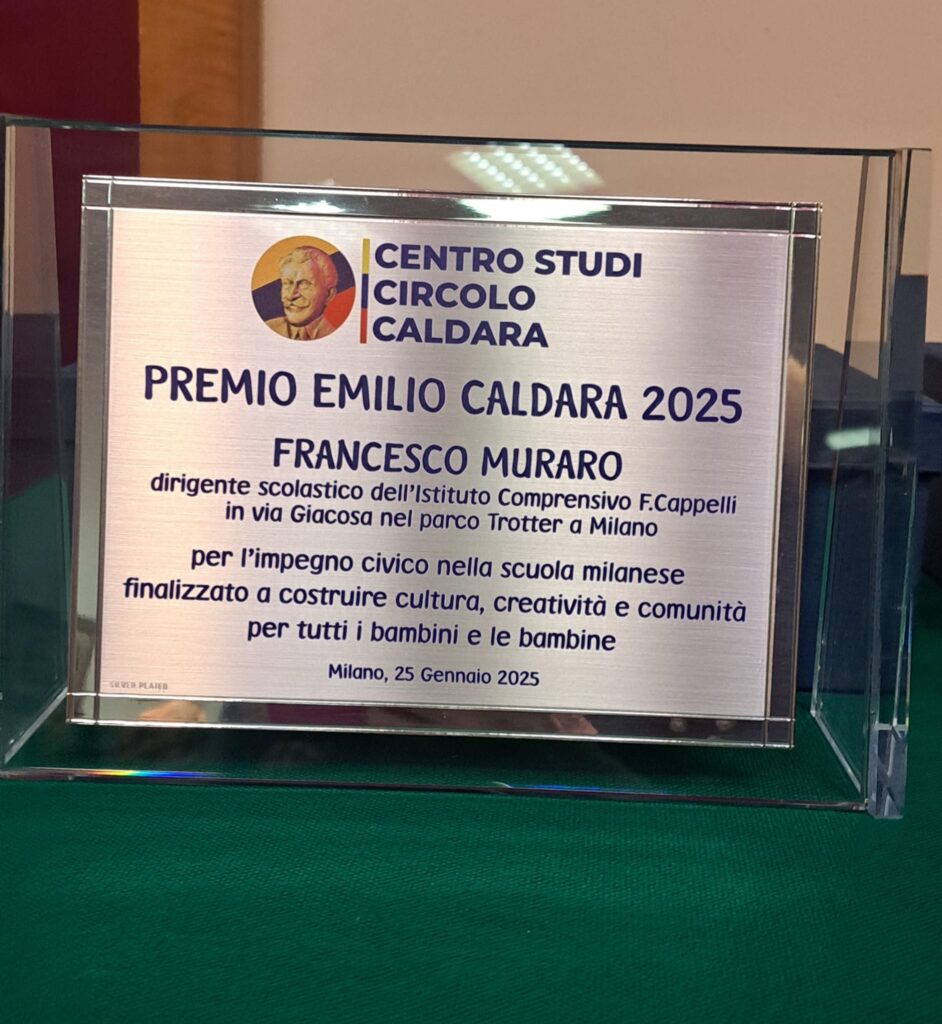 CENTRO STUDI
CIRCOLO
CALDARA
PREMIO EMILIO CALDARA 2025
FRANCESCO MURARO
dirigente scolastico dell'Istituto Comprensivo F.Cappelli
in via Giacosa nel parco Trotter a Milano
per l'impegno civico nella scuola milanese
finalizzato a costruire cultura, creatività e comunità
per tutti i bambini e le bambine
Milano, 25 Gennaio 2025
SILVER PLATED